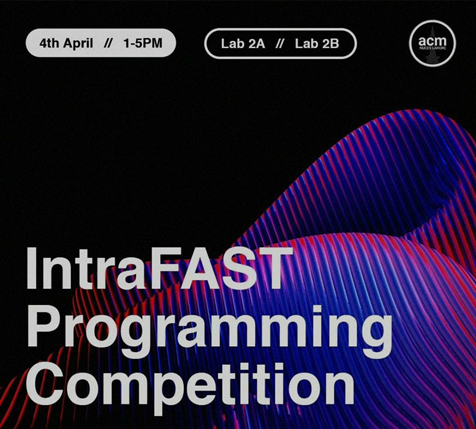 4th April // 1-5PM
Lab 2A // Lab 2B
acm
IntraFAST
Programming
Competition